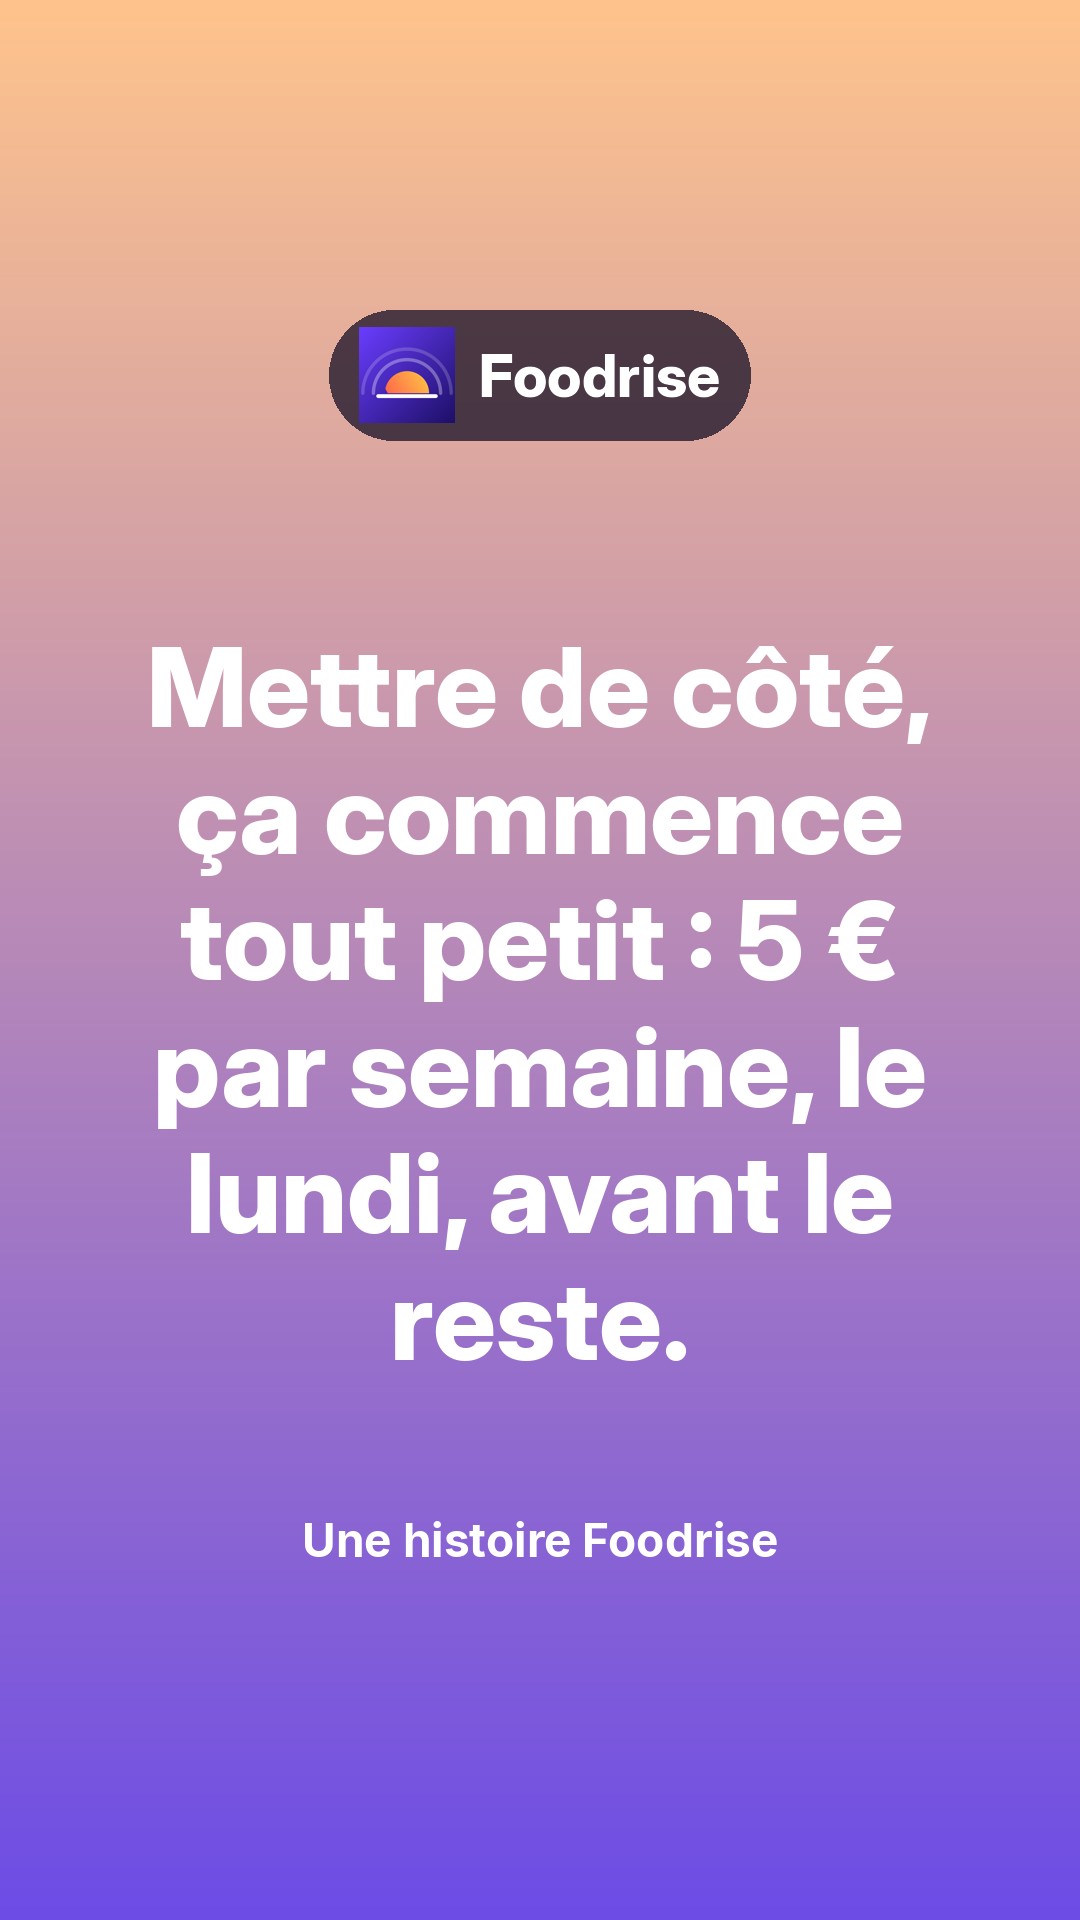 Foodrise
Mettre de côté,
ça commence
tout petit : 5 €
par semaine, le
lundi, avant le
reste.
Une histoire Foodrise